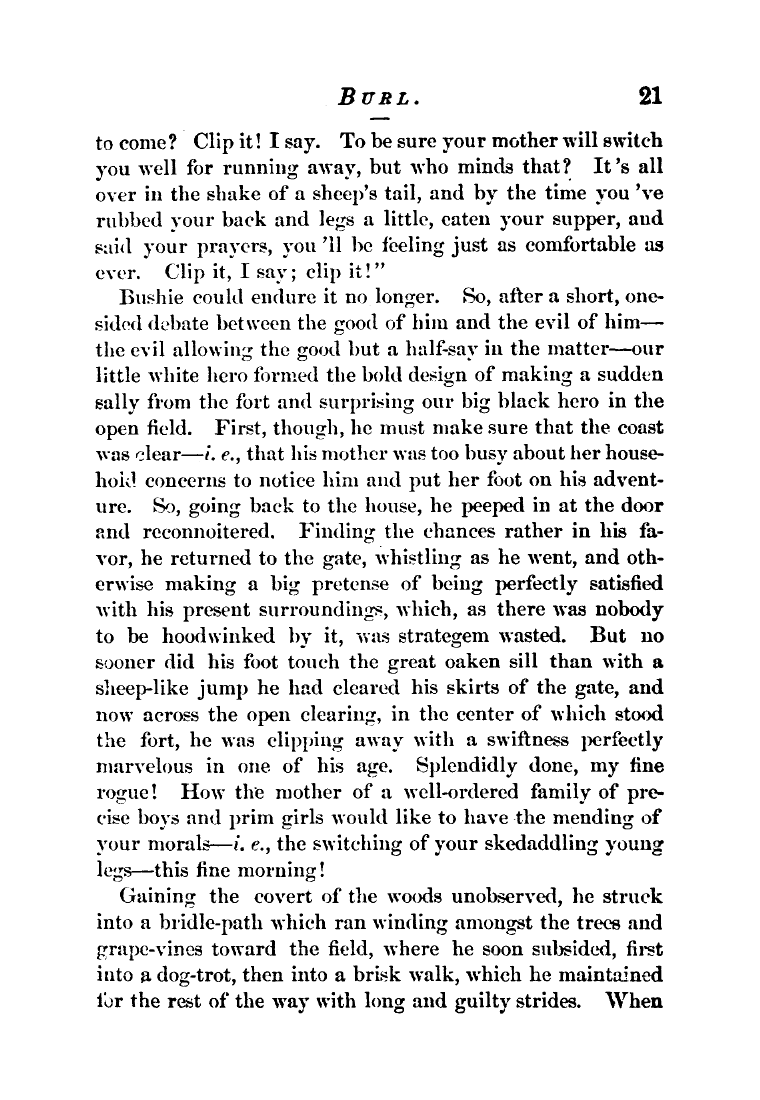 BURL. 21
to come? Clip it! I say. To be sure your mother will switch
you well for running away, but who minds that? It's all
over in the shake of a sheep's tail, and by the time you 've
rubbed your back and legs a little, eaten your supper, and
said your prayers, you 'll be feeling just as comfortable as
ever. Clip it, I say; clip it!"
Bushie could endure it no longer. So, after a short, one-
sided debate between the good of him and the evil of him—
the evil allowing the good but a half-say in the matter—our
little white hero formed the bold design of making a sudden
sally from the fort and surprising our big black hero in the
open field. First, though, he must make sure that the coast
was clear—i. e., that his mother was too busy about her house-
hold concerns to notice him and put her foot on his advent-
ure. So, going back to the house, he peeped in at the door
and reconnoitered. Finding the chances rather in his fa-
vor, he returned to the gate, whistling as he went, and oth-
erwise making a big pretense of being perfectly satisfied
with his present surroundings, which, as there was nobody
to be hoodwinked by it, was strategem wasted. But no
sooner did his foot touch the great oaken sill than with a
sheep-like jump he had cleared his skirts of the gate, and
now across the open clearing, in the center of which stood
the fort, he was clipping away with a swiftness perfectly
marvelous in one of his age. Splendidly done, my fine
rogue! How the mother of a well-ordered family of pre-
cise boys and prim girls would like to have the mending of
your morals—i. e., the switching of your skedaddling young
legs—this fine morning!
Gaining the covert of the woods unobserved, he struck
into a bridle-path which ran winding amongst the trees and
grape-vines toward the field, where he soon subsided, first
into a dog-trot, then into a brisk walk, which he maintained
for the rest of the way with long and guilty strides. When